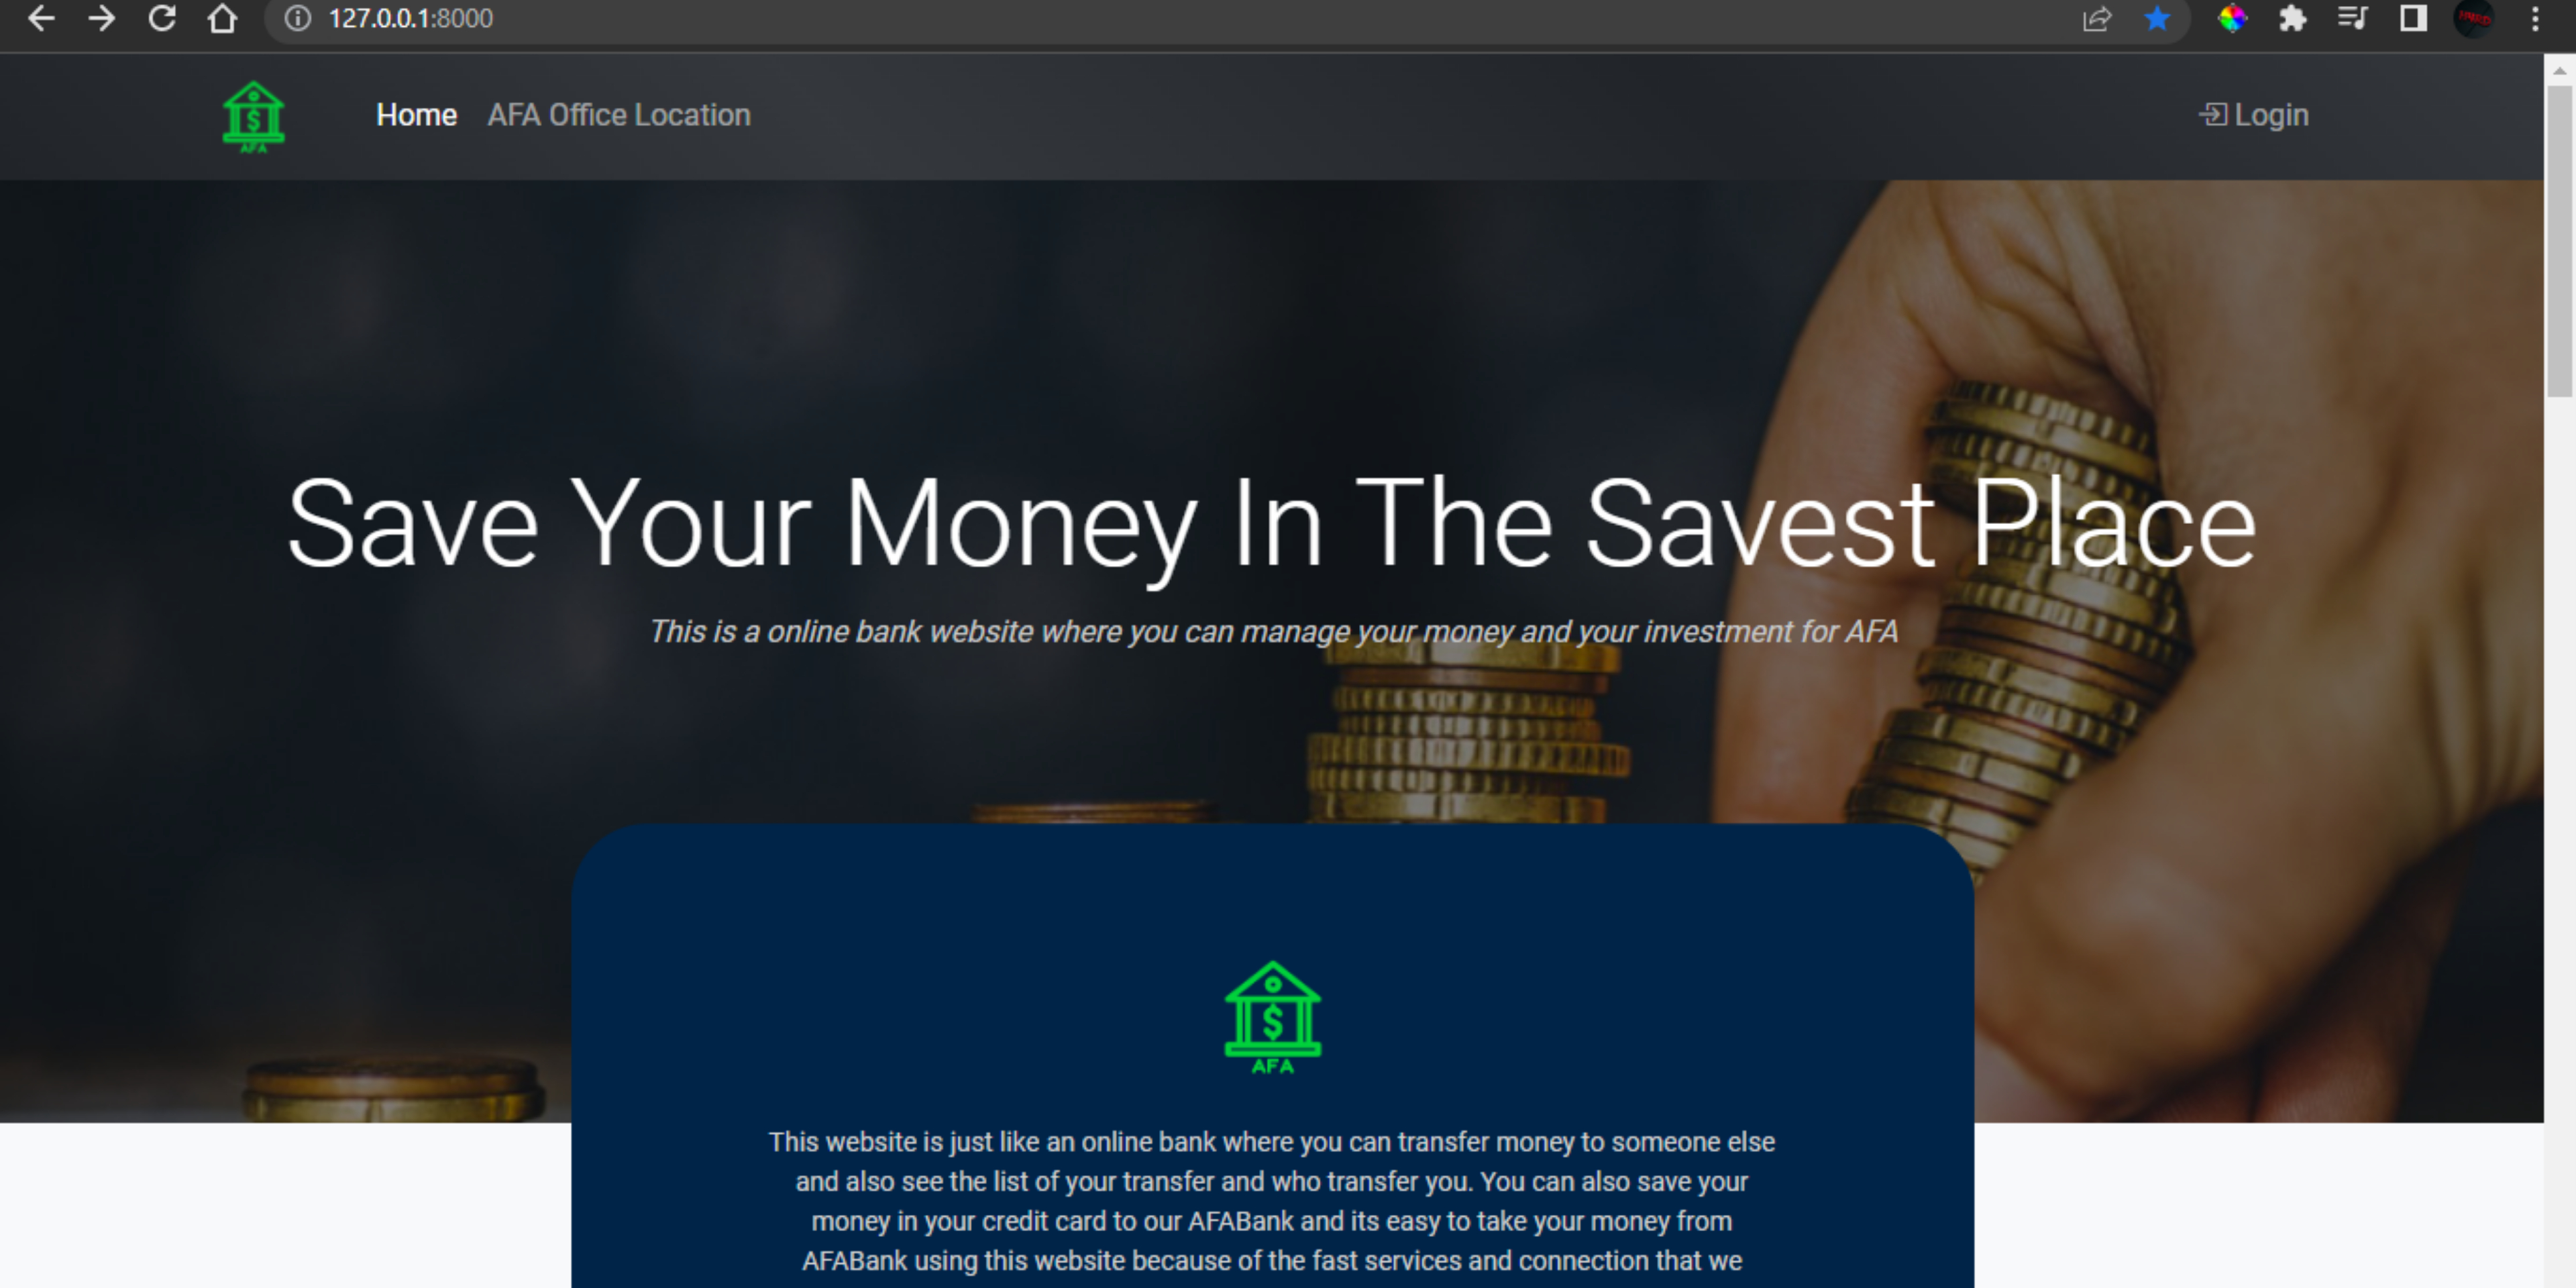 127.0.0.1:8000
AFA
Home AFA Office Location Login
Save Your Money In The Savest Place
This is a online bank website where you can manage your money and your investment for AFA
$
AFA
This website is just like an online bank where you can transfer money to someone else
and also see the list of your transfer and who transfer you. You can also save your
money in your credit card to our AFABank and its easy to take your money from
AFABank using this website because of the fast services and connection that we